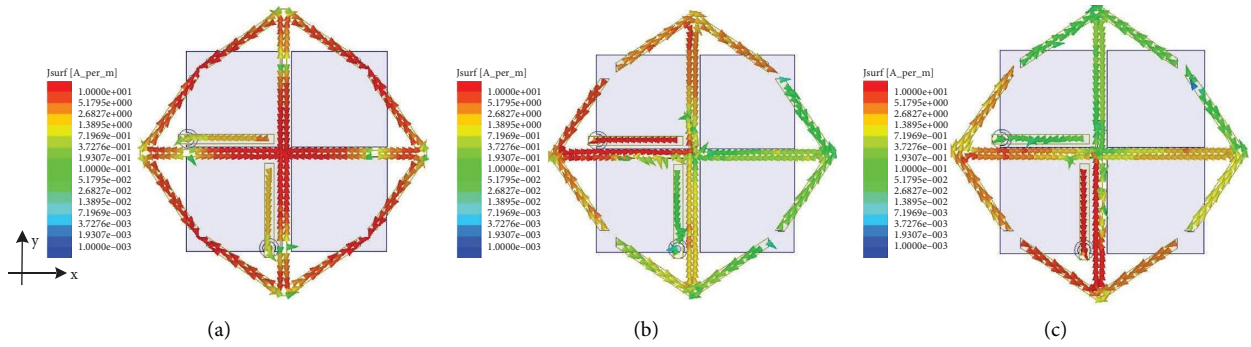 Jsurf [A_per_m]
1.0000e+001
5.1795e+000
2.6827e+000
1.3895e+000
7.1969e−001
3.7276e−001
1.9307e−001
1.0000e−001
5.1795e−002
2.6827e−002
1.3895e−002
7.1969e−003
3.7276e−003
1.9307e−003
1.0000e−003
y
x
(a)
Jsurf [A_per_m]
1.0000e+001
5.1795e+000
2.6827e+000
1.3895e+000
7.1969e−001
3.7276e−001
1.9307e−001
1.0000e−001
5.1795e−002
2.6827e−002
1.3895e−002
7.1969e−003
3.7276e−003
1.9307e−003
1.0000e−003
(b)
Jsurf [A_per_m]
1.0000e+001
5.1795e+000
2.6827e+000
1.3895e+000
7.1969e−001
3.7276e−001
1.9307e−001
1.0000e−001
5.1795e−002
2.6827e−002
1.3895e−002
7.1969e−003
3.7276e−003
1.9307e−003
1.0000e−003
(c)